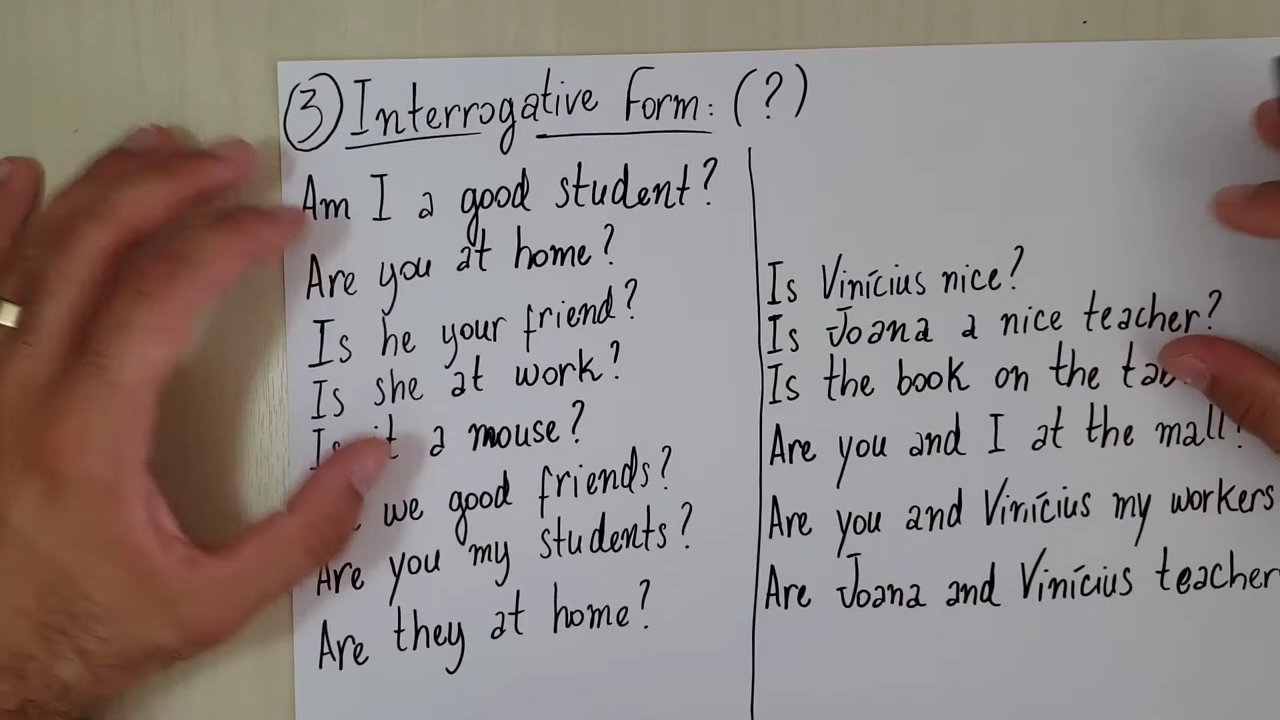 ③ Interrogative Form: (?)
Am I a good student?
Are you at home?
Is he your friend?
Is she at work?
Is it a mouse?
we good friends?
Are you my students?
Are they at home?
Is Vinícius nice?
Is Joana a nice teacher?
Is the book on the
Are you and I at the mall?
Are you and Vinícius my workers
Are Joana and Vinícius teacher